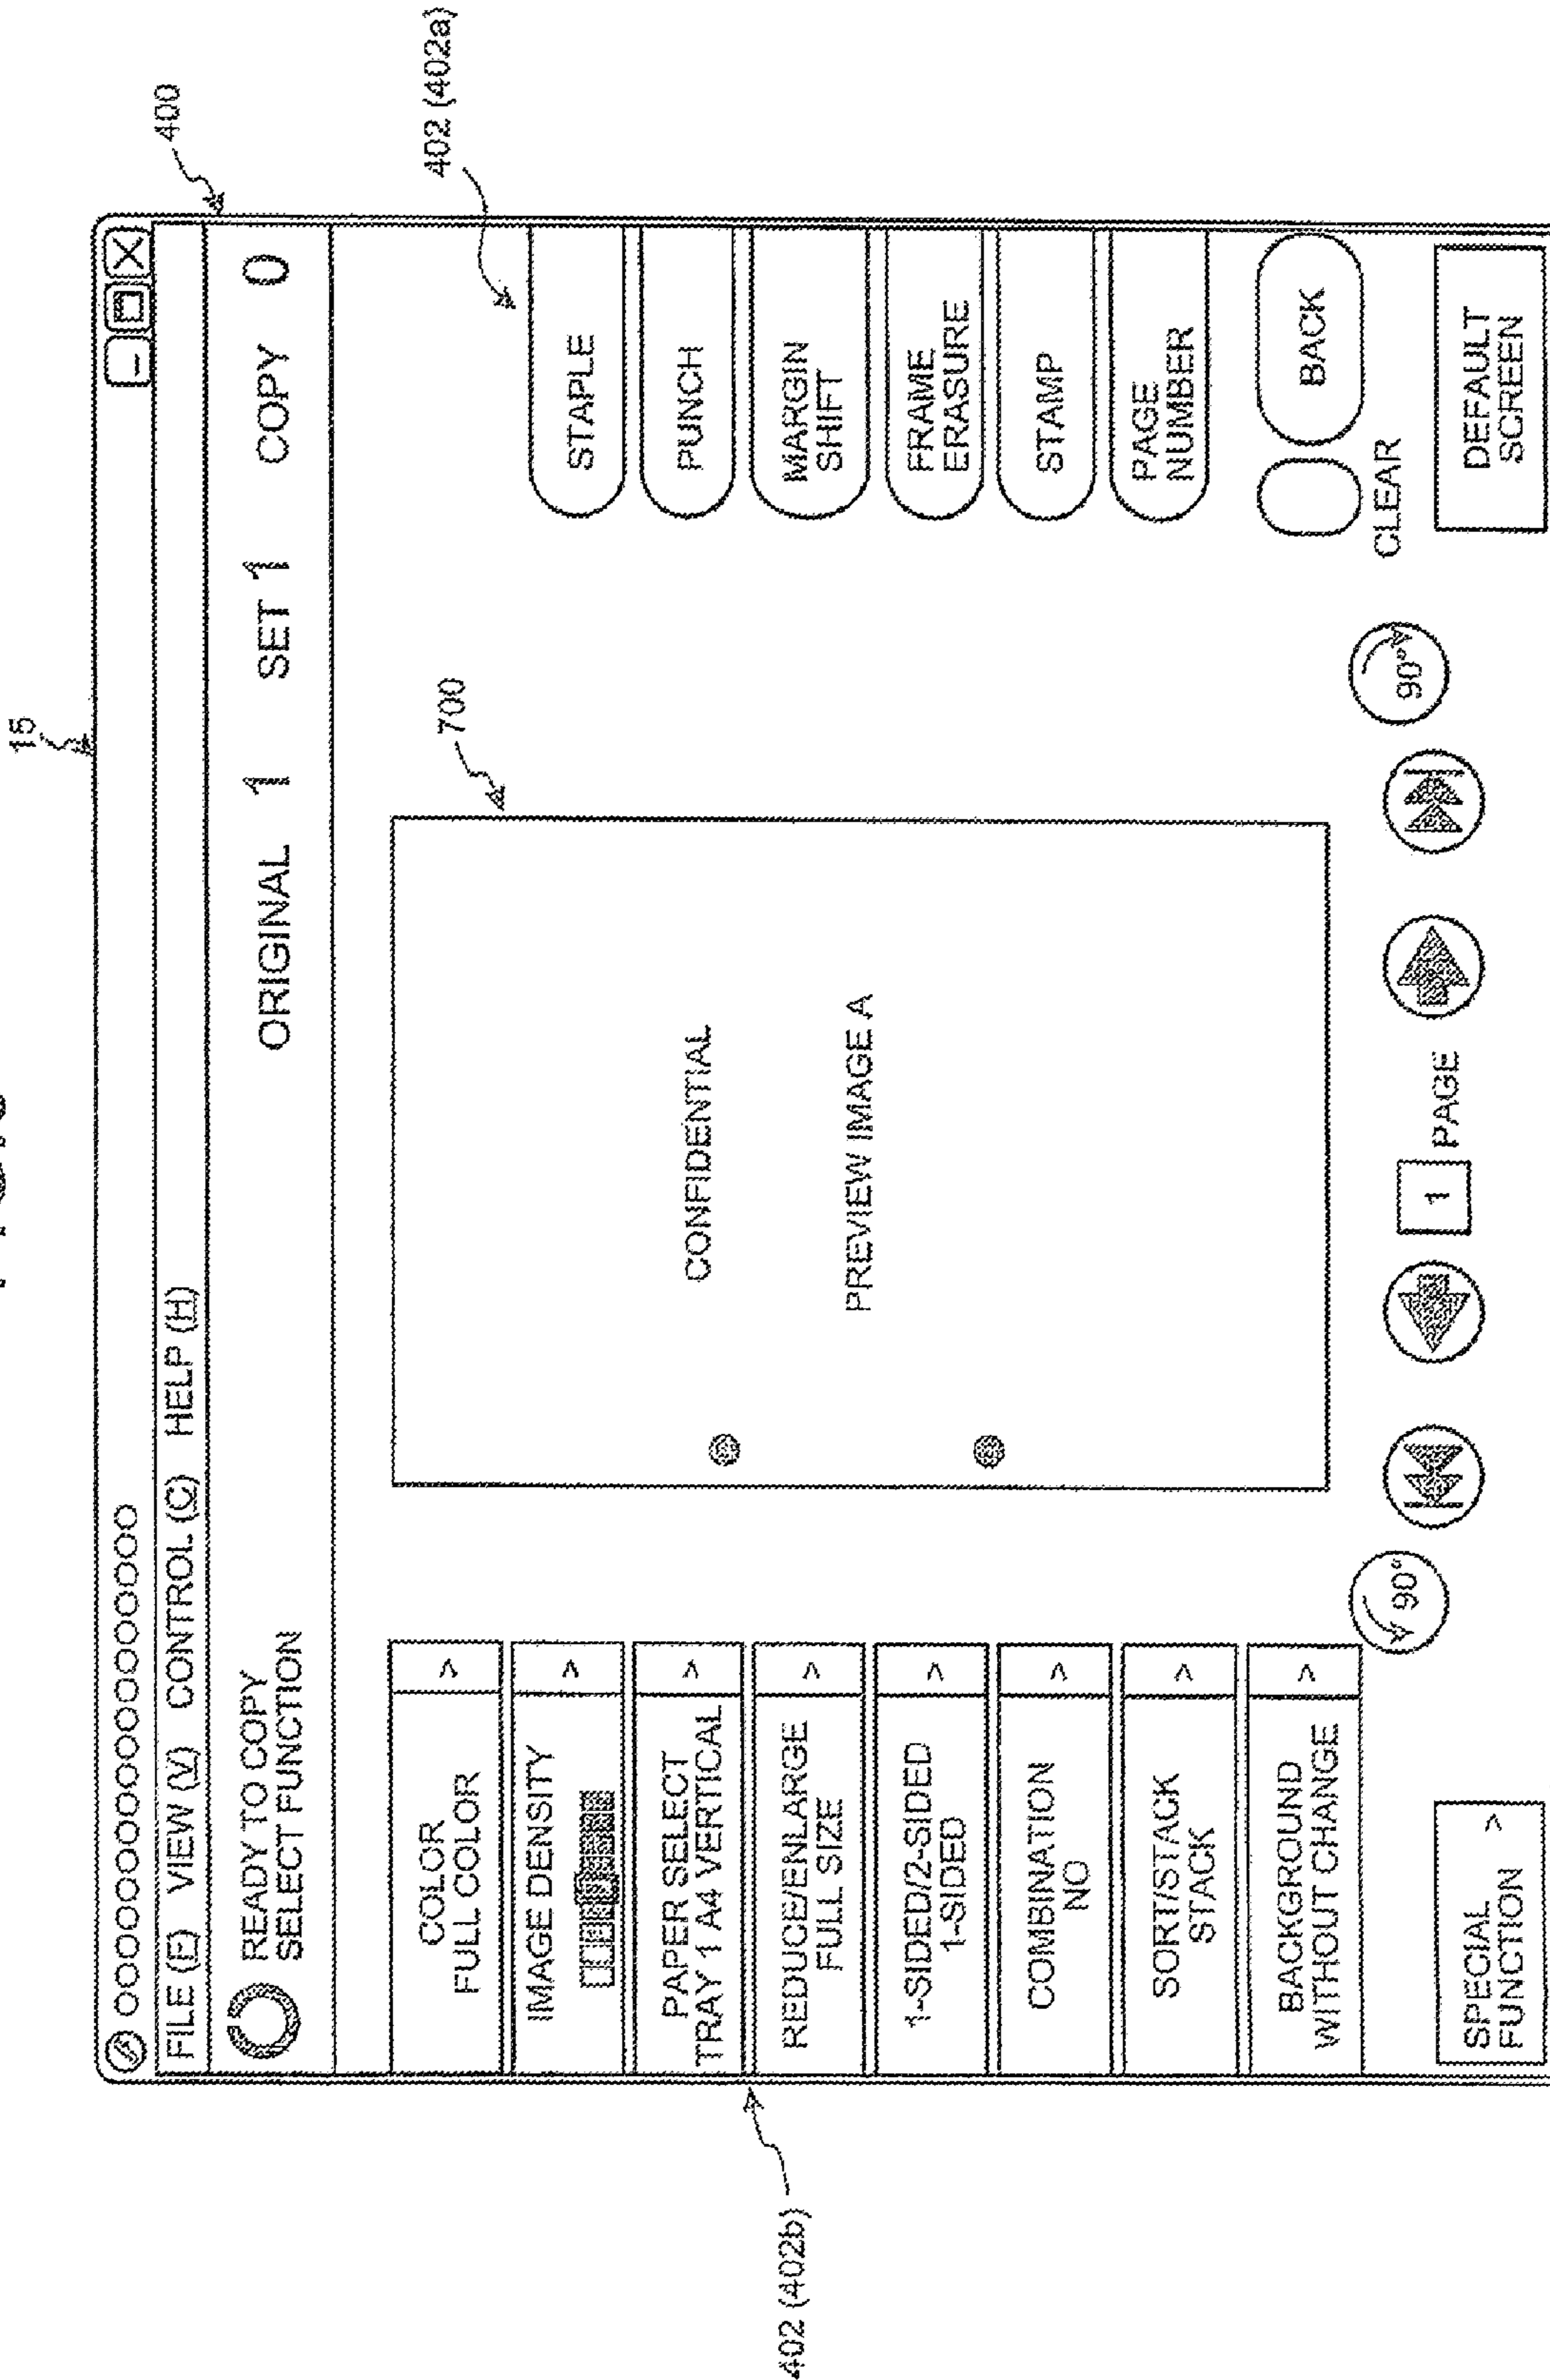 15
400
○○○○○○○○○○○○○○○○
FILE (F) VIEW (V) CONTROL (C) HELP (H)
READY TO COPY
SELECT FUNCTION
ORIGINAL 1 SET 1 COPY 0
402 (402b)
COLOR
FULL COLOR
>
IMAGE DENSITY
>
PAPER SELECT
TRAY 1 A4 VERTICAL
>
REDUCE/ENLARGE
FULL SIZE
>
1-SIDED/2-SIDED
1-SIDED
>
COMBINATION
NO
>
SORT/STACK
STACK
>
BACKGROUND
WITHOUT CHANGE
>
SPECIAL
FUNCTION
>
700
CONFIDENTIAL
PREVIEW IMAGE A
90°
1 PAGE
90°
402 (402a)
STAPLE
PUNCH
MARGIN
SHIFT
FRAME
ERASURE
STAMP
PAGE
NUMBER
BACK
CLEAR
DEFAULT
SCREEN